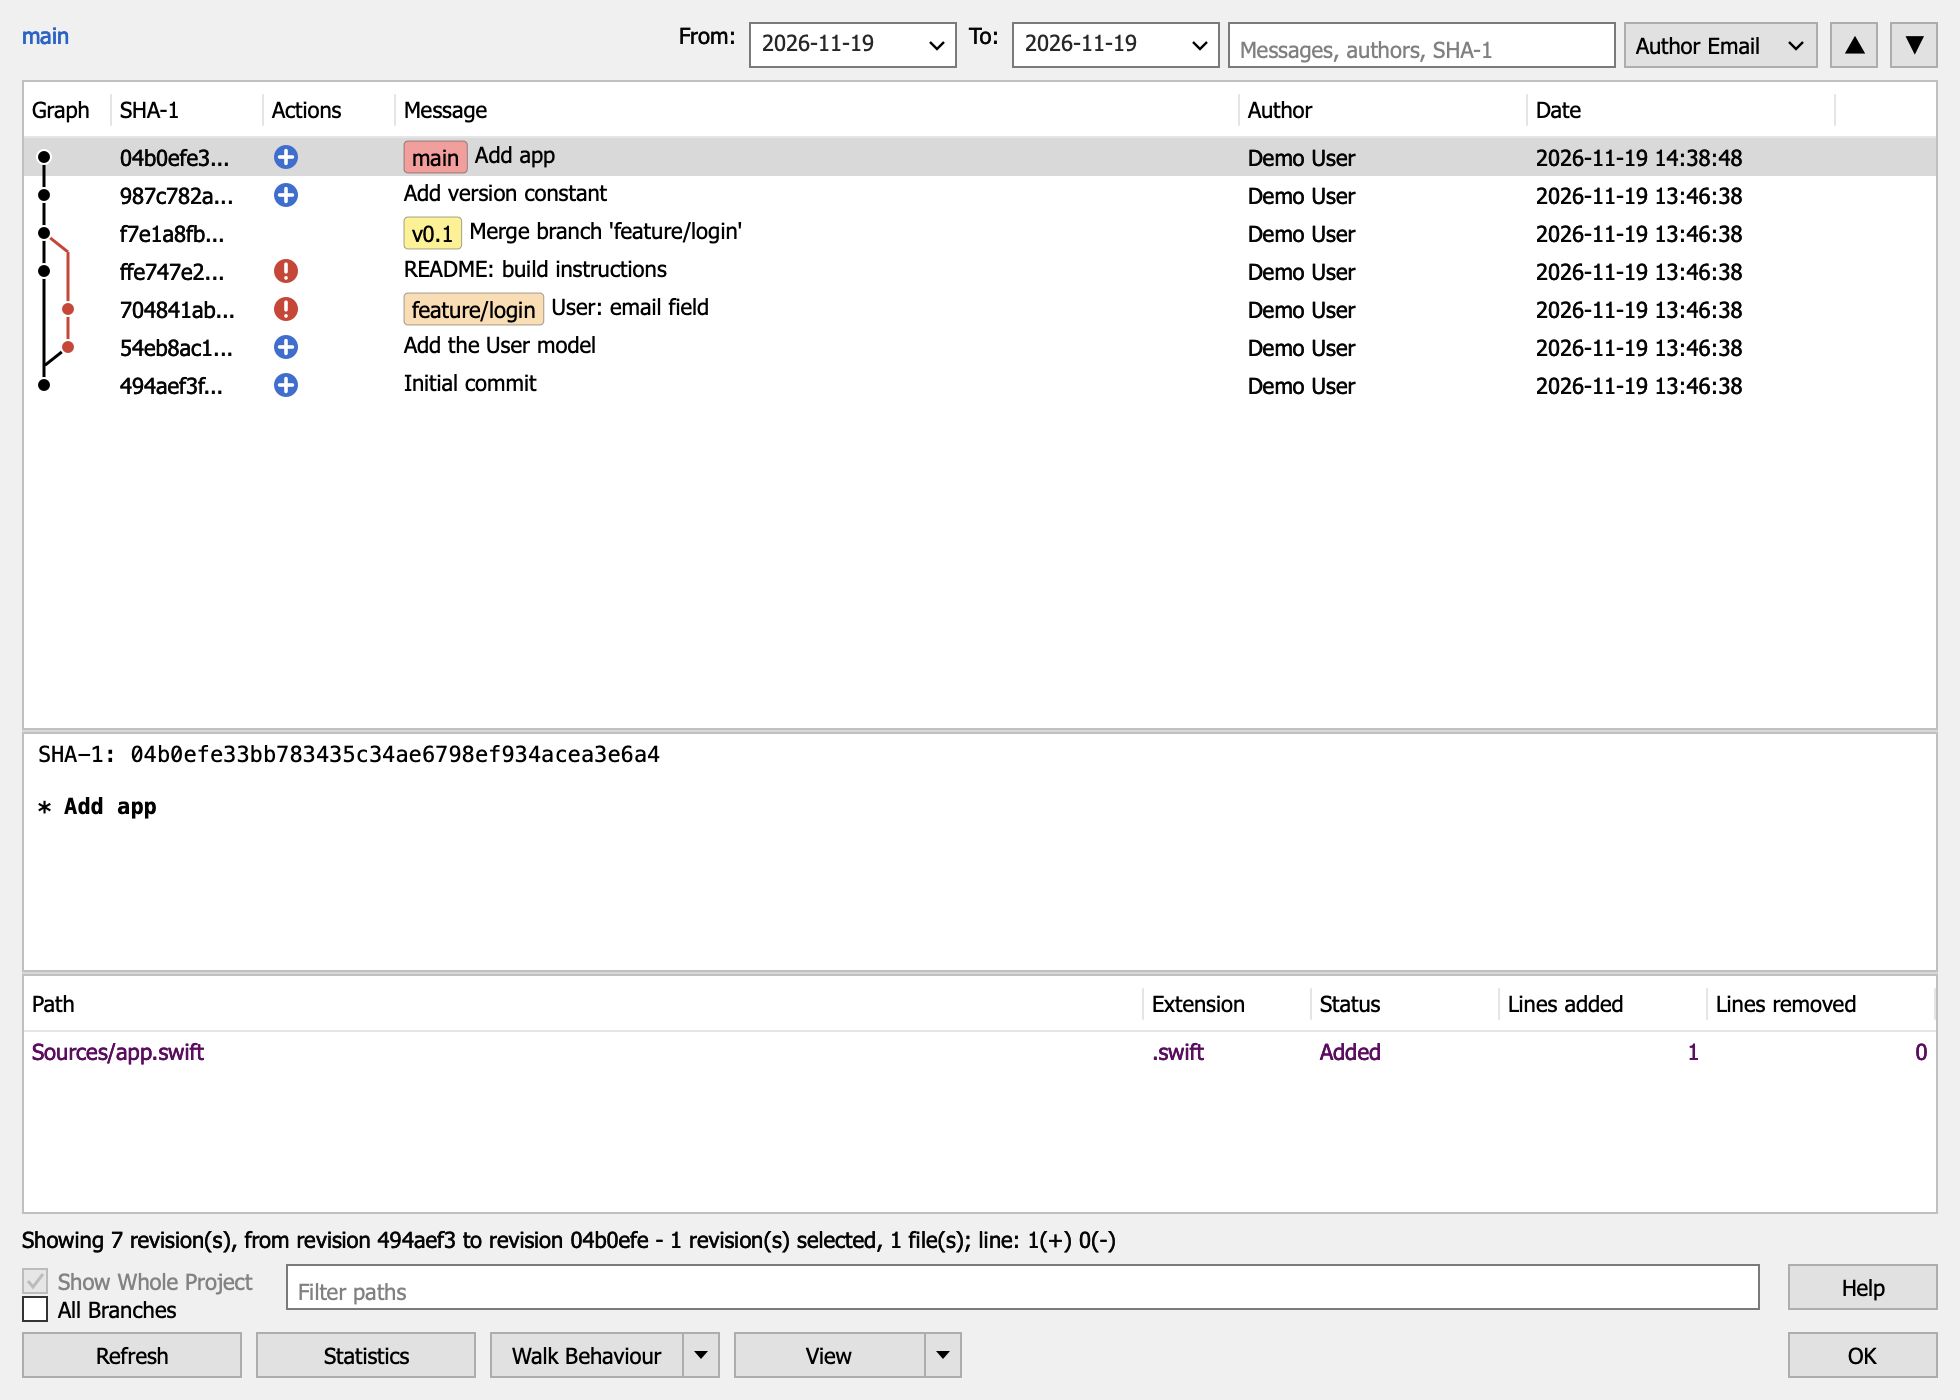 main From: 2026-11-19 To: 2026-11-19 Messages, authors, SHA-1 Author Email
Graph SHA-1 Actions Message Author Date
04b0efe3... main Add app Demo User 2026-11-19 14:38:48
987c782a... Add version constant Demo User 2026-11-19 13:46:38
f7e1a8fb... v0.1 Merge branch 'feature/login' Demo User 2026-11-19 13:46:38
ffe747e2... README: build instructions Demo User 2026-11-19 13:46:38
704841ab... feature/login User: email field Demo User 2026-11-19 13:46:38
54eb8ac1... Add the User model Demo User 2026-11-19 13:46:38
494aef3f... Initial commit Demo User 2026-11-19 13:46:38
SHA-1: 04b0efe33bb783435c34ae6798ef934acea3e6a4
* Add app
Path Extension Status Lines added Lines removed
Sources/app.swift .swift Added 1 0
Showing 7 revision(s), from revision 494aef3 to revision 04b0efe - 1 revision(s) selected, 1 file(s); line: 1(+) 0(-)
Show Whole Project Filter paths Help
All Branches
Refresh Statistics Walk Behaviour View OK